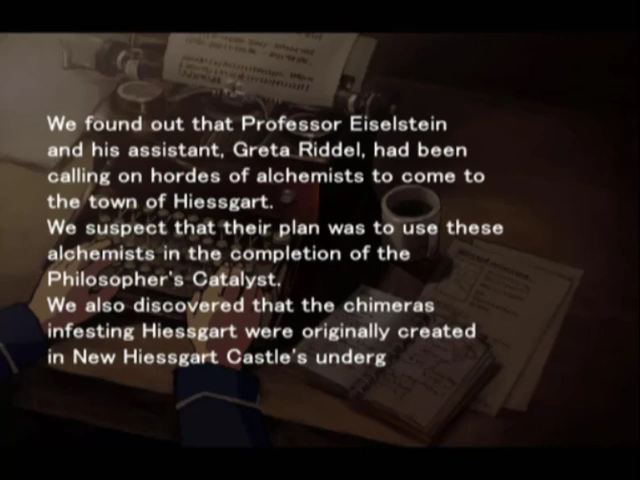 We found out that Professor Eiselstein
and his assistant, Greta Riddel, had been
calling on hordes of alchemists to come to
the town of Hiessgart.
We suspect that their plan was to use these
alchemists in the completion of the
Philosopher's Catalyst.
We also discovered that the chimeras
infesting Hiessgart were originally created
in New Hiessgart Castle's underg